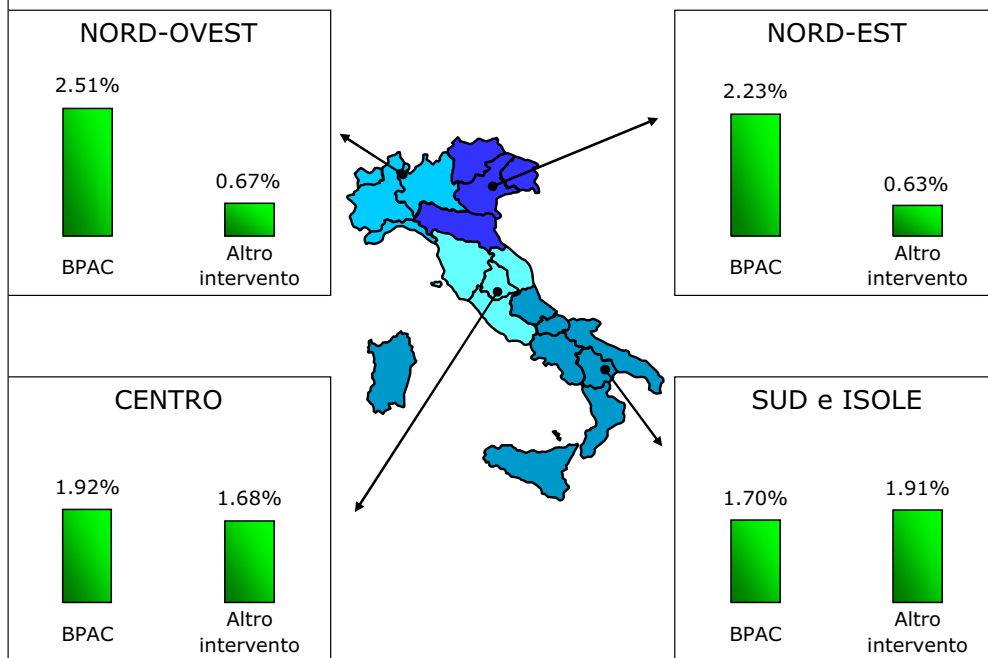 NORD-OVEST
2.51%
0.67%
BPAC
Altro
intervento
NORD-EST
2.23%
0.63%
BPAC
Altro
intervento
CENTRO
1.92%
1.68%
BPAC
Altro
intervento
SUD e ISOLE
1.70%
1.91%
BPAC
Altro
intervento